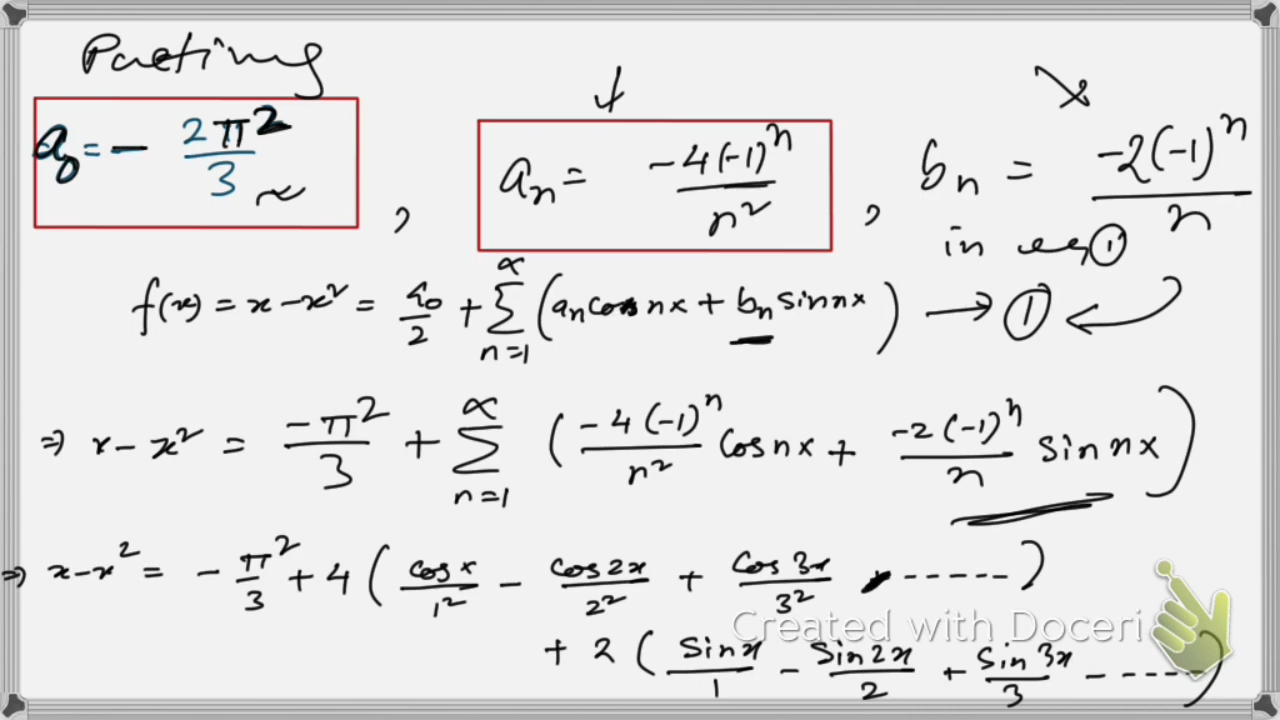 Putting
a₀ = - 2π²/3 , aₙ = -4(-1)ⁿ/n² , bₙ = -2(-1)ⁿ/n
in eq ①
f(x) = x - x² = a₀/2 + ∑ₙ₌₁^∝ (aₙ cos nx + bₙ sin nx) → ①
⇒ x - x² = -π²/3 + ∑ₙ₌₁^∝ (-4(-1)ⁿ/n² cos nx + -2(-1)ⁿ/n sin nx)
⇒ x - x² = - π²/3 + 4 ( cos x/1² - cos 2x/2² + cos 3x/3² ------ )
+ 2 ( sin x/1 - sin 2x/2 + sin 3x/3 - ----- )
Created with Doceri